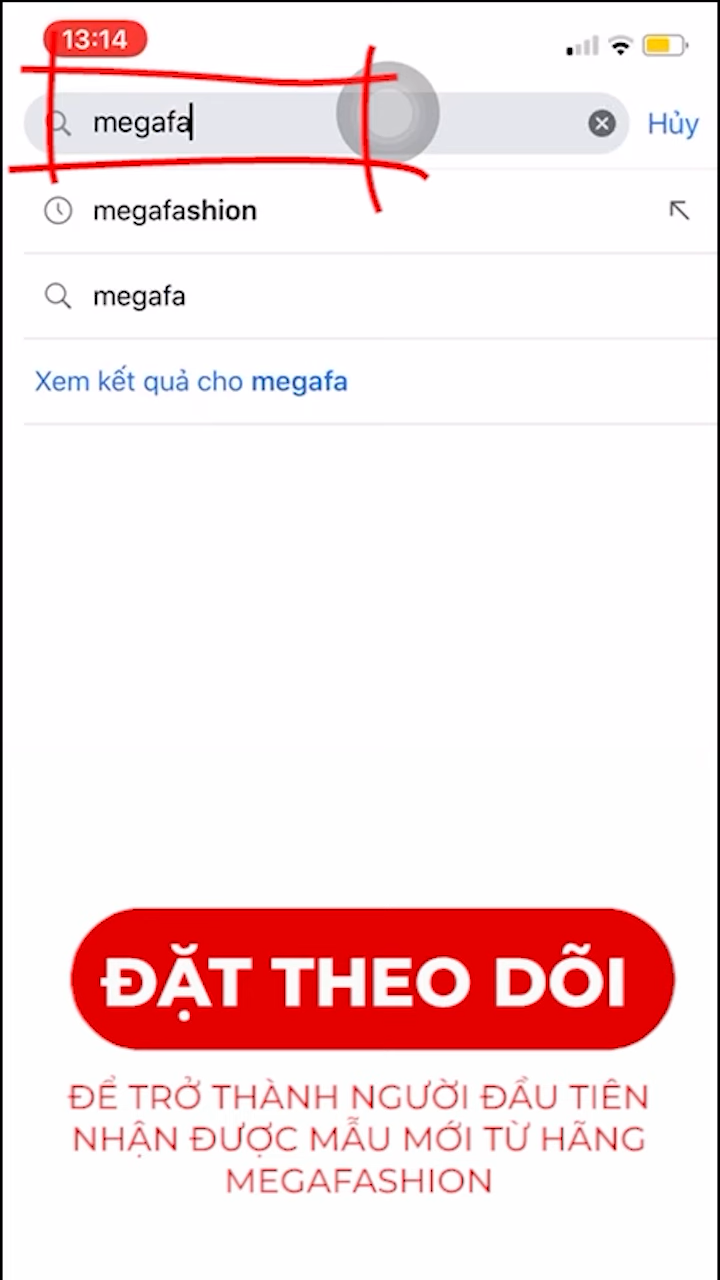 13:14
megafa
Hủy
megafashion
megafa
Xem kết quả cho megafa
ĐẶT THEO DÕI
ĐỂ TRỞ THÀNH NGƯỜI ĐẦU TIÊN
NHẬN ĐƯỢC MẪU MỚI TỪ HÃNG
MEGAFASHION